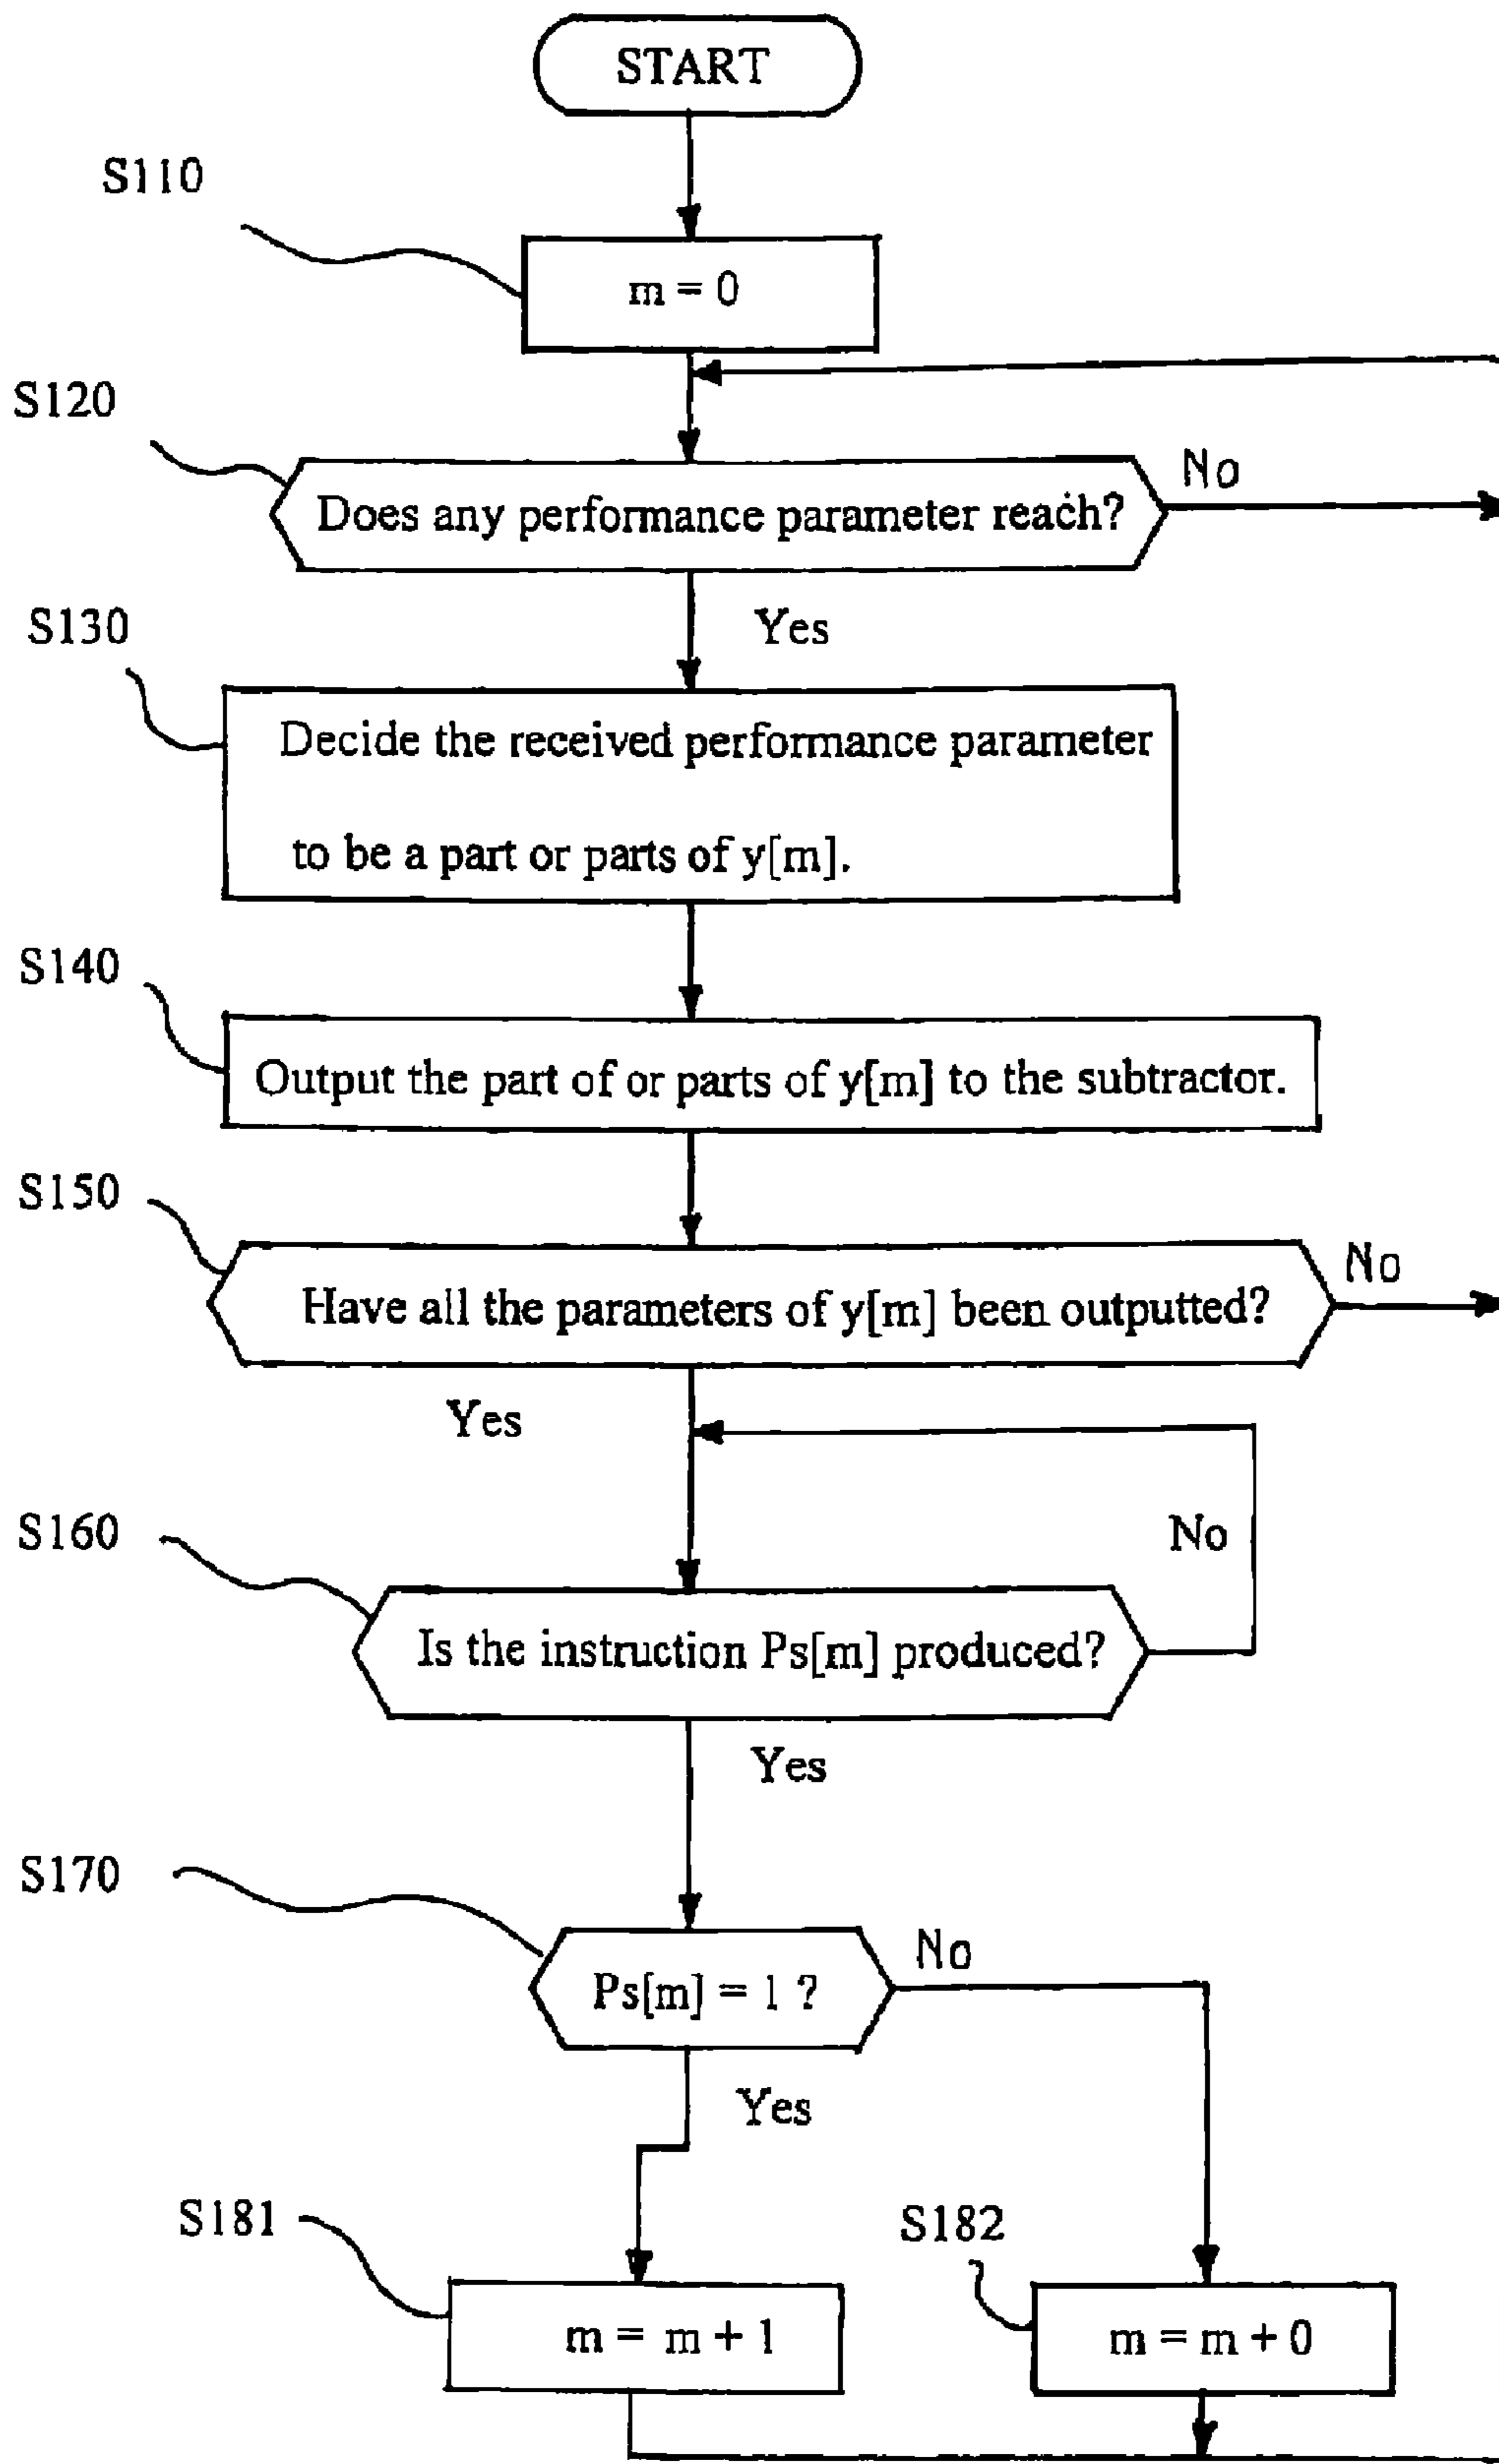 START
S110
m = 0
S120
No
Does any performance parameter reach?
S130
Yes
Decide the received performance parameter
to be a part or parts of y[m].
S140
Output the part of or parts of y[m] to the subtractor.
S150
No
Have all the parameters of y[m] been outputted?
Yes
S160
No
Is the instruction Ps[m] produced?
Yes
S170
No
Ps[m] = 1 ?
Yes
S181
S182
m = m + 1
m = m + 0